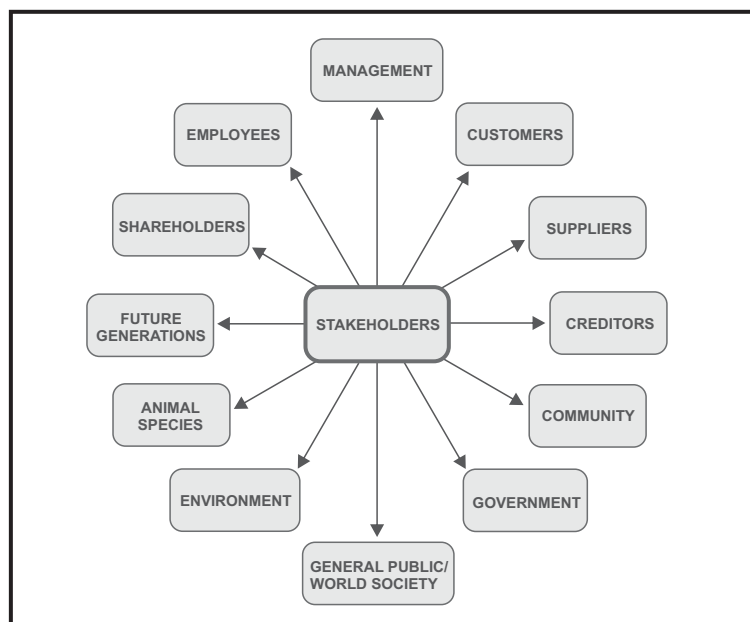 MANAGEMENT
EMPLOYEES
CUSTOMERS
SHAREHOLDERS
SUPPLIERS
FUTURE
GENERATIONS
STAKEHOLDERS
CREDITORS
ANIMAL
SPECIES
COMMUNITY
ENVIRONMENT
GOVERNMENT
GENERAL PUBLIC/
WORLD SOCIETY